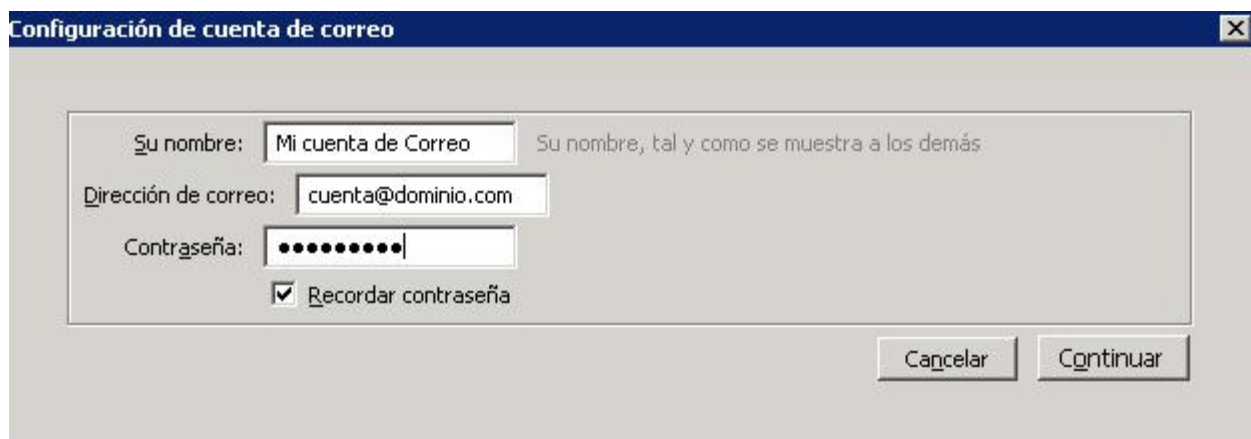 Configuración de cuenta de correo
Su nombre: Mi cuenta de Correo Su nombre, tal y como se muestra a los demás
Dirección de correo: cuenta@dominio.com
Contraseña: ●●●●●●●●●
Recordar contraseña
Cancelar Continuar